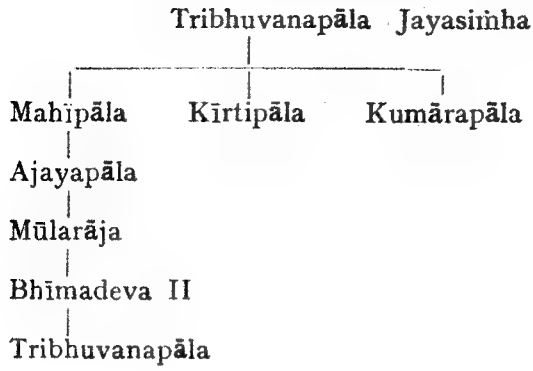 Tribhuvanapāla Jayasiṁha
Mahīpāla Kīrtipāla Kumārapāla
Ajayapāla
Mūlarāja
Bhīmadeva II
Tribhuvanapāla